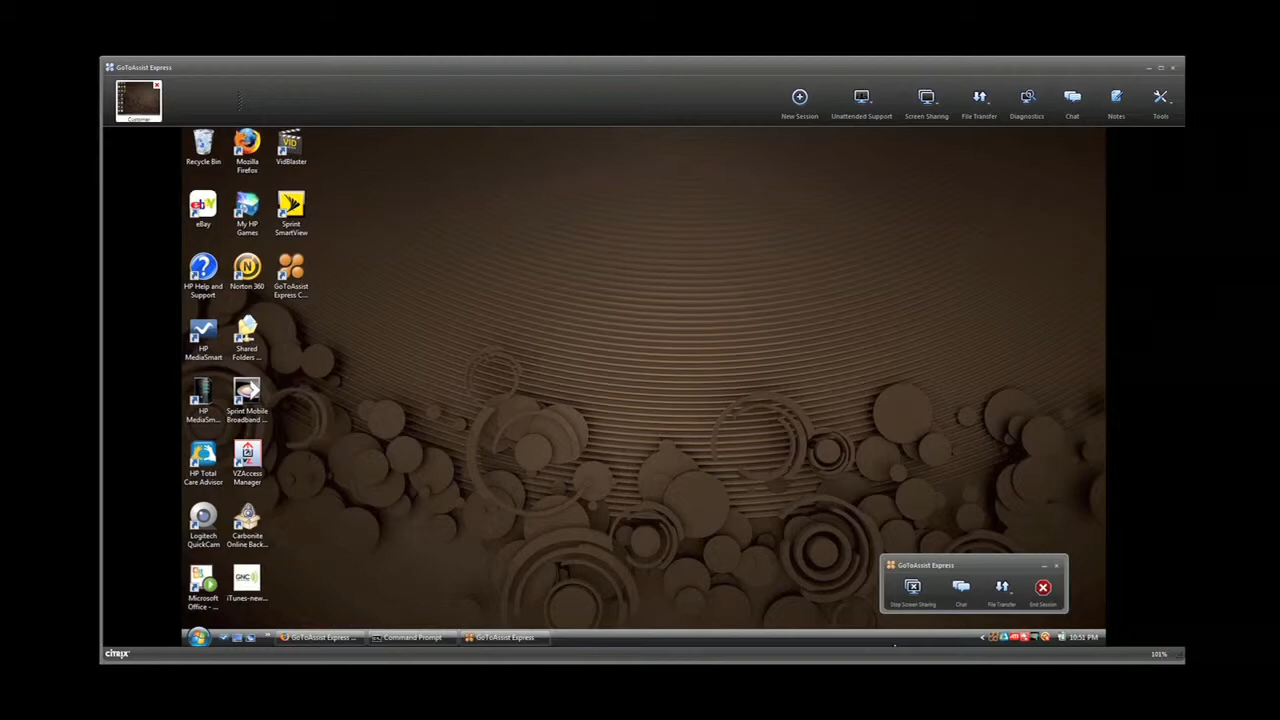 GoToAssist Express
Customer
New Session
Unattended Support
Screen Sharing
File Transfer
Diagnostics
Chat
Notes
Tools
Recycle Bin
Mozilla
Firefox
VID
VidBlaster
ebY
eBay
My HP
Games
Sprint
SmartView
HP Help and
Support
N
Norton 360
GoToAssist
Express C...
HP
MediaSmart
Shared
Folders ...
HP
MediaSm...
Sprint Mobile
Broadband ...
HP Total
Care Advisor
VZAccess
Manager
Logitech
QuickCam
Carbonite
Online Back...
Microsoft
Office - ...
GNC
iTunes-new...
GoToAssist Express
Stop Screen Sharing
Chat
File Transfer
End Session
GoToAssist Express ...
Command Prompt
GoToAssist Express
10:51 PM
CITRIX
101%